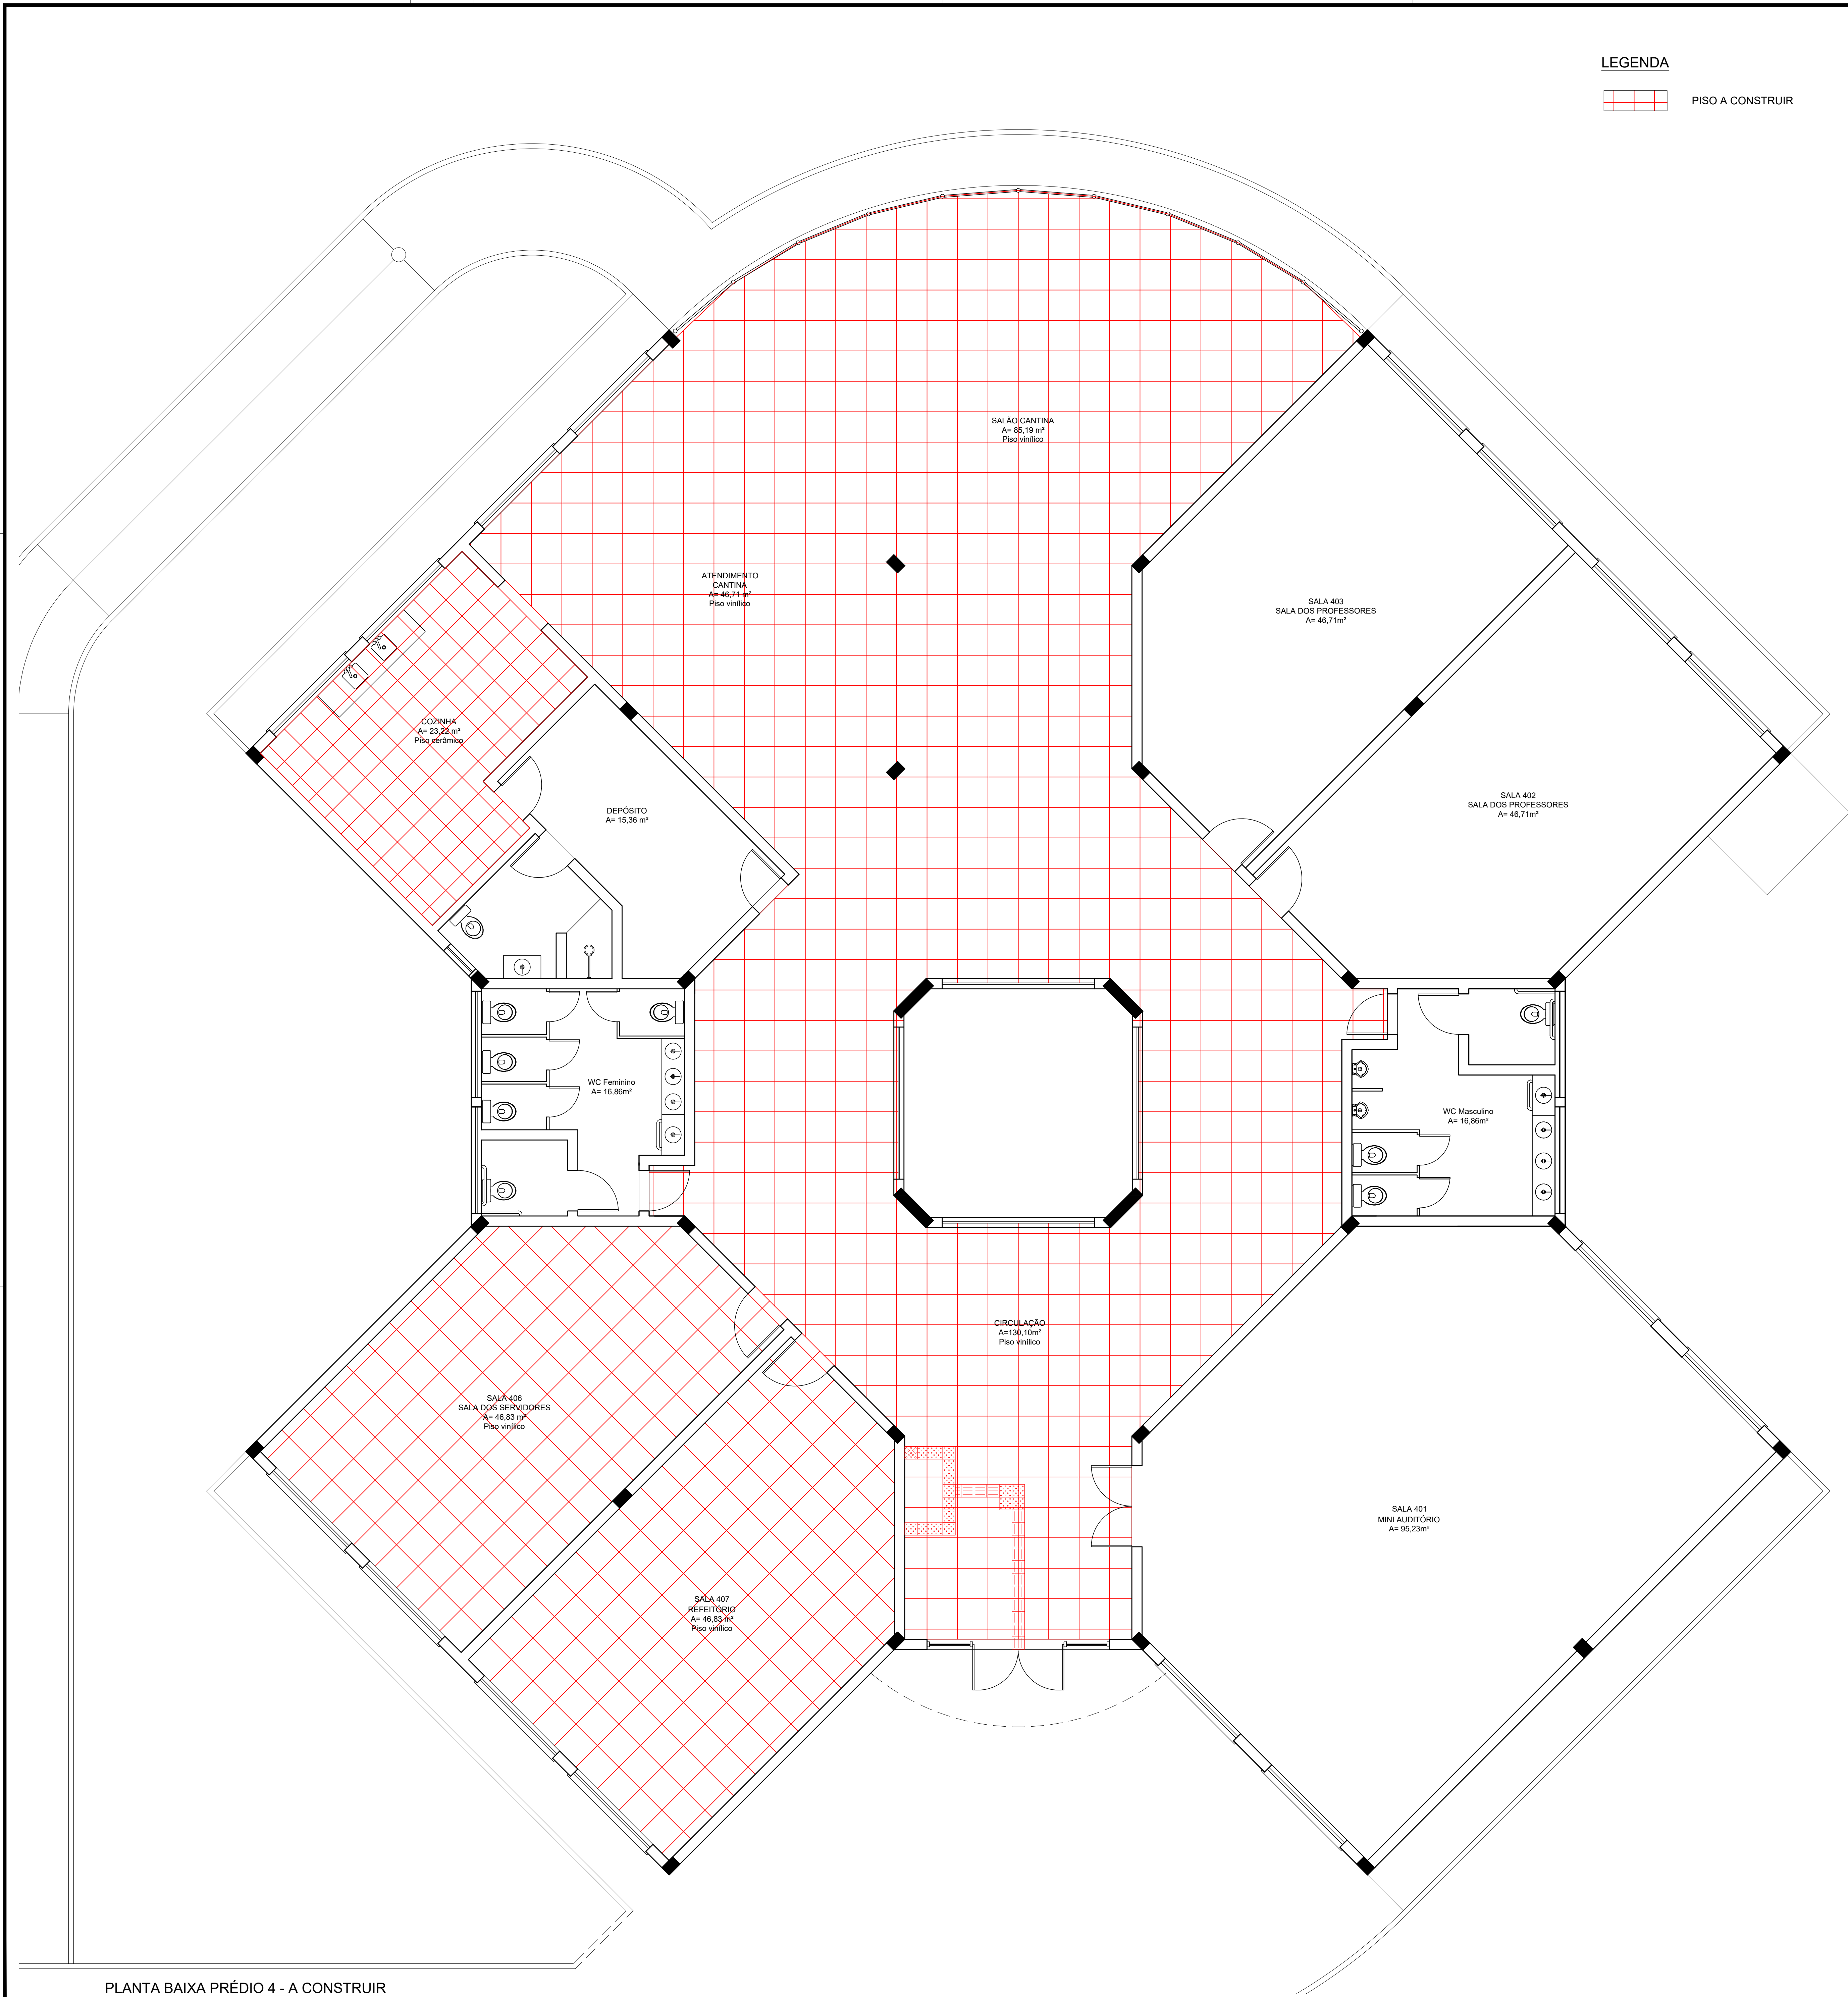 LEGENDA
PISO A CONSTRUIR
SALÃO CANTINA
A= 85,19 m²
Piso vinílico
ATENDIMENTO
CANTINA
A= 46,71 m²
Piso vinílico
SALA 403
SALA DOS PROFESSORES
A= 46,71m²
COZINHA
A= 23,22 m²
Piso cerâmico
DEPÓSITO
A= 15,36 m²
SALA 402
SALA DOS PROFESSORES
A= 46,71m²
WC Feminino
A= 16,86m²
WC Masculino
A= 16,86m²
CIRCULAÇÃO
A=130,10m²
Piso vinílico
SALA 406
SALA DOS SERVIDORES
A= 46,83 m²
Piso vinílico
SALA 407
REFEITÓRIO
A= 46,83 m²
Piso vinílico
SALA 401
MINI AUDITÓRIO
A= 95,23m²
PLANTA BAIXA PRÉDIO 4 - A CONSTRUIR